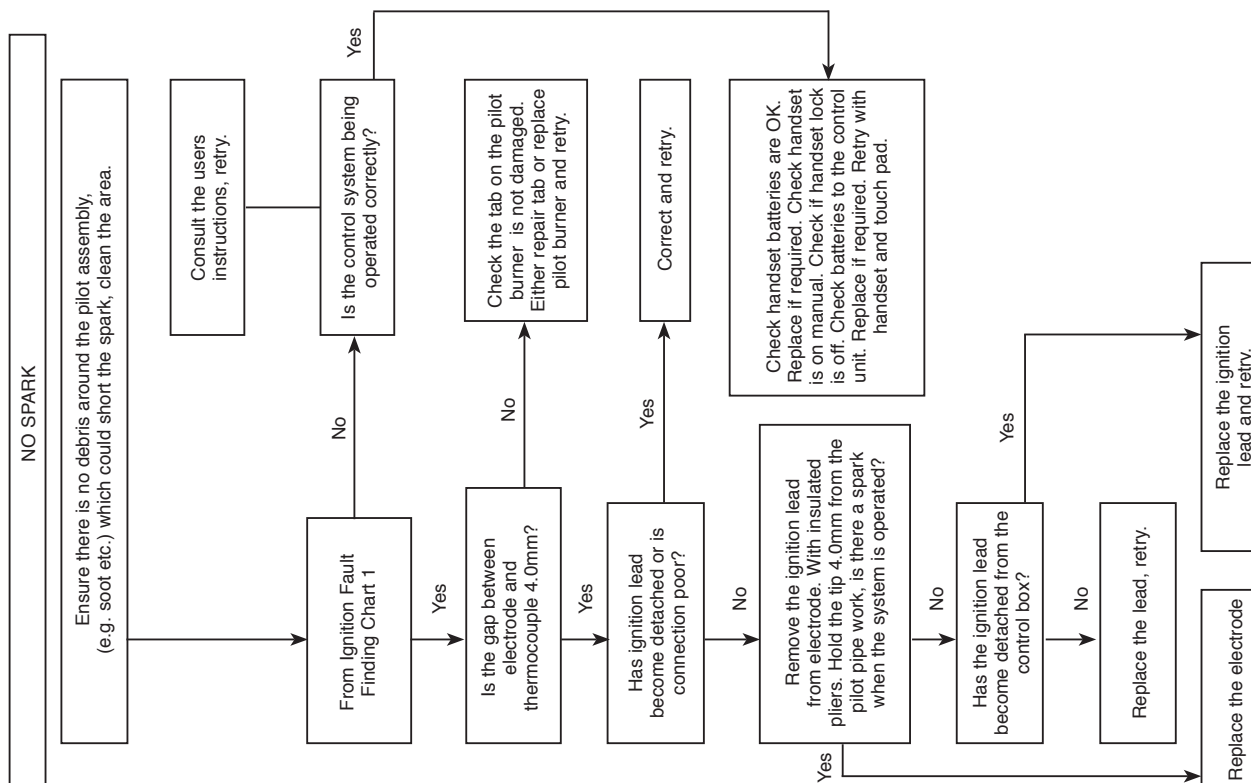 NO SPARK
Ensure there is no debris around the pilot assembly,
(e.g. soot etc.) which could short the spark, clean the area.
Consult the users
instructions, retry.
From Ignition Fault
Finding Chart 1
No
Is the control system being
operated correctly?
Yes
Yes
Is the gap between
electrode and
thermocouple 4.0mm?
No
Check the tab on the pilot
burner is not damaged.
Either repair tab or replace
pilot burner and retry.
Yes
Has ignition lead
become detached or is
connection poor?
Yes
Correct and retry.
No
Remove the ignition lead
from electrode. With insulated
pliers. Hold the tip 4.0mm from the
pilot pipe work, is there a spark
when the system is operated?
Check handset batteries are OK.
Replace if required. Check handset
is on manual. Check if handset lock
is off. Check batteries to the control
unit. Replace if required. Retry with
handset and touch pad.
Yes
No
Has the ignition lead
become detached from the
control box?
Yes
No
Replace the lead, retry.
Replace the electrode
Replace the ignition
lead and retry.